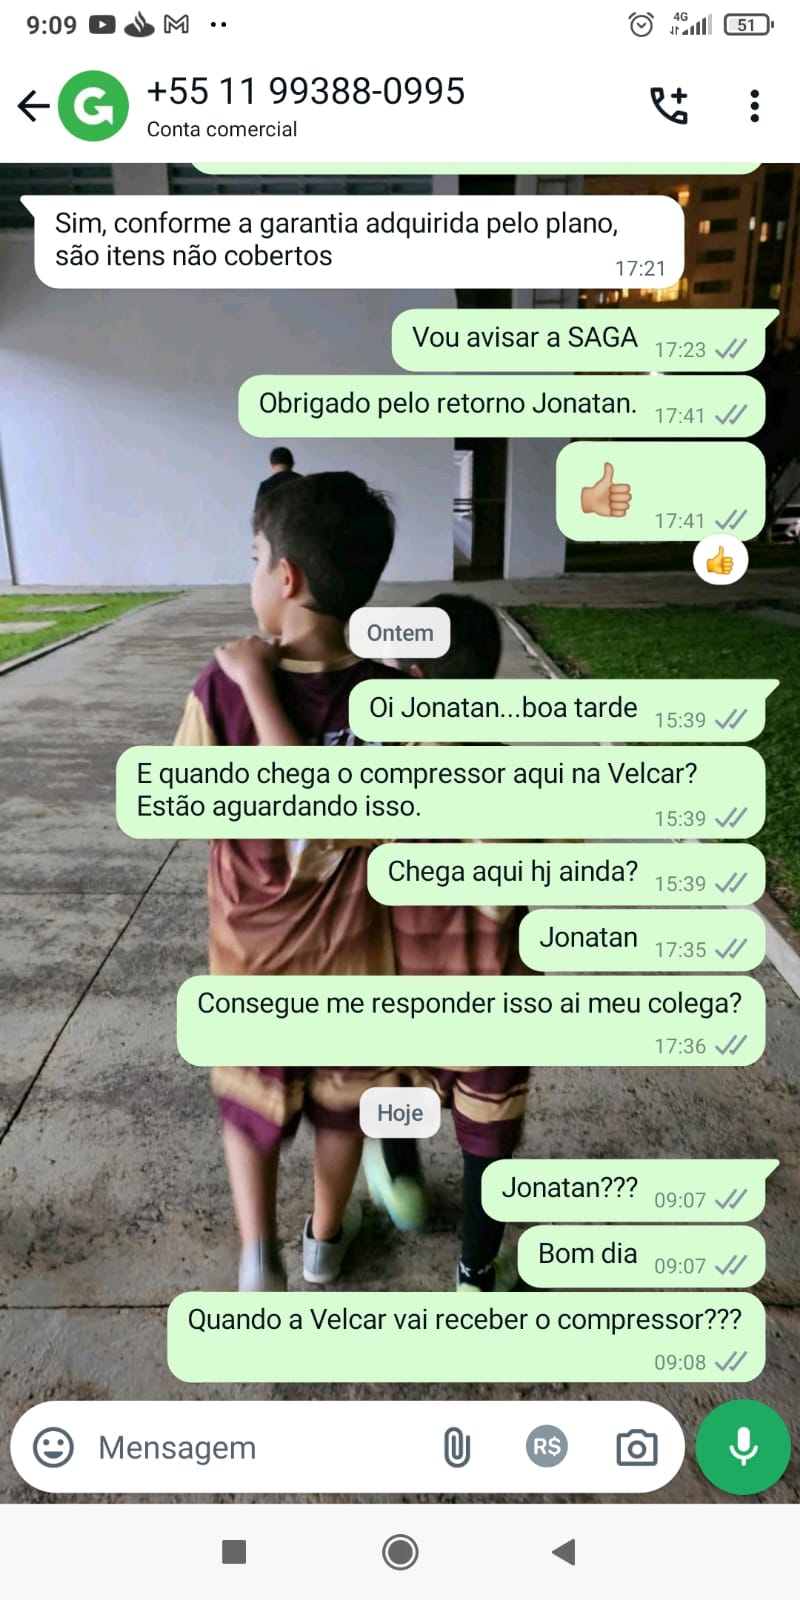 9:09
4G
51
G
+55 11 99388-0995
Conta comercial
Sim, conforme a garantia adquirida pelo plano,
são itens não cobertos
17:21
Vou avisar a SAGA 17:23
Obrigado pelo retorno Jonatan. 17:41
17:41
Ontem
Oi Jonatan...boa tarde 15:39
E quando chega o compressor aqui na Velcar?
Estão aguardando isso. 15:39
Chega aqui hj ainda? 15:39
Jonatan 17:35
Consegue me responder isso ai meu colega?
17:36
Hoje
Jonatan??? 09:07
Bom dia 09:07
Quando a Velcar vai receber o compressor???
09:08
Mensagem R$